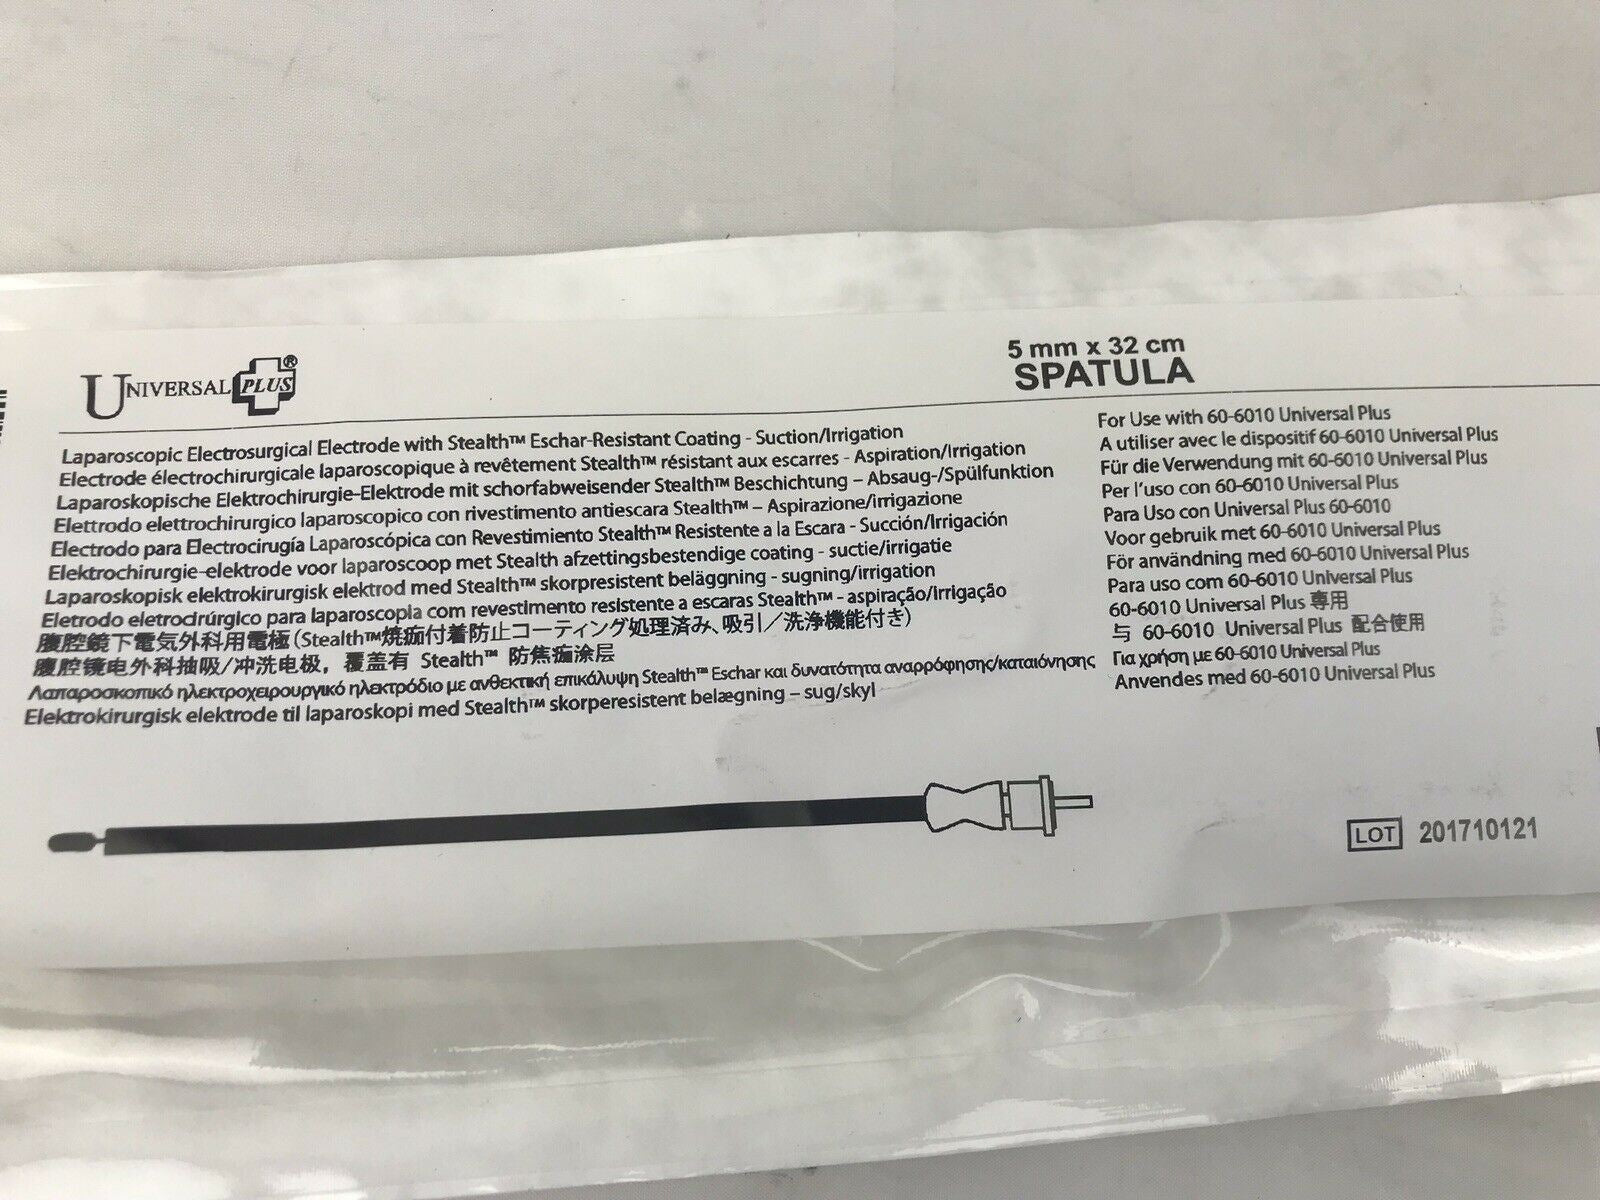 UNIVERSAL PLUS®
5 mm x 32 cm
SPATULA
Laparoscopic Electrosurgical Electrode with Stealth™ Eschar-Resistant Coating - Suction/Irrigation
Electrode électrochirurgicale laparoscopique à revêtement Stealth™ résistant aux escarres - Aspiration/Irrigation
Laparoskopische Elektrochirurgie-Elektrode mit schorfabweisender Stealth™ Beschichtung – Absaug-/Spülfunktion
Elettrodo elettrochirurgico laparoscopico con rivestimento antiescara Stealth™ – Aspirazione/irrigazione
Electrodo para Electrocirugía Laparoscópica con Revestimiento Stealth™ Resistente a la Escara - Succión/Irrigación
Elektrochirurgie-elektrode voor laparoscoop met Stealth afzettingsbestendige coating - suctie/irrigatie
Laparoskopisk elektrokirurgisk elektrod med Stealth™ skorpresistent beläggning - sugning/irrigation
Eletrodo eletrocirúrgico para laparoscopia com revestimento resistente a escaras Stealth™ - aspiração/irrigação
腹腔鏡下電気外科用電極(Stealth™焼痂付着防止コーティング処理済み、吸引／洗浄機能付き)
腹腔镜电外科抽吸/冲洗电极，覆盖有 Stealth™ 防焦痂涂层
Λαπαροσκοπικό ηλεκτροχειρουργικό ηλεκτρόδιο με ανθεκτική επικάλυψη Stealth™ Eschar και δυνατότητα αναρρόφησης/καταιόνησης
Elektrokirurgisk elektrode til laparoskopi med Stealth™ skorperesistent belægning – sug/skyl
For Use with 60-6010 Universal Plus
A utiliser avec le dispositif 60-6010 Universal Plus
Für die Verwendung mit 60-6010 Universal Plus
Per l'uso con 60-6010 Universal Plus
Para Uso con Universal Plus 60-6010
Voor gebruik met 60-6010 Universal Plus
För användning med 60-6010 Universal Plus
Para uso com 60-6010 Universal Plus
60-6010 Universal Plus 専用
与 60-6010 Universal Plus 配合使用
Για χρήση με 60-6010 Universal Plus
Anvendes med 60-6010 Universal Plus
LOT 201710121